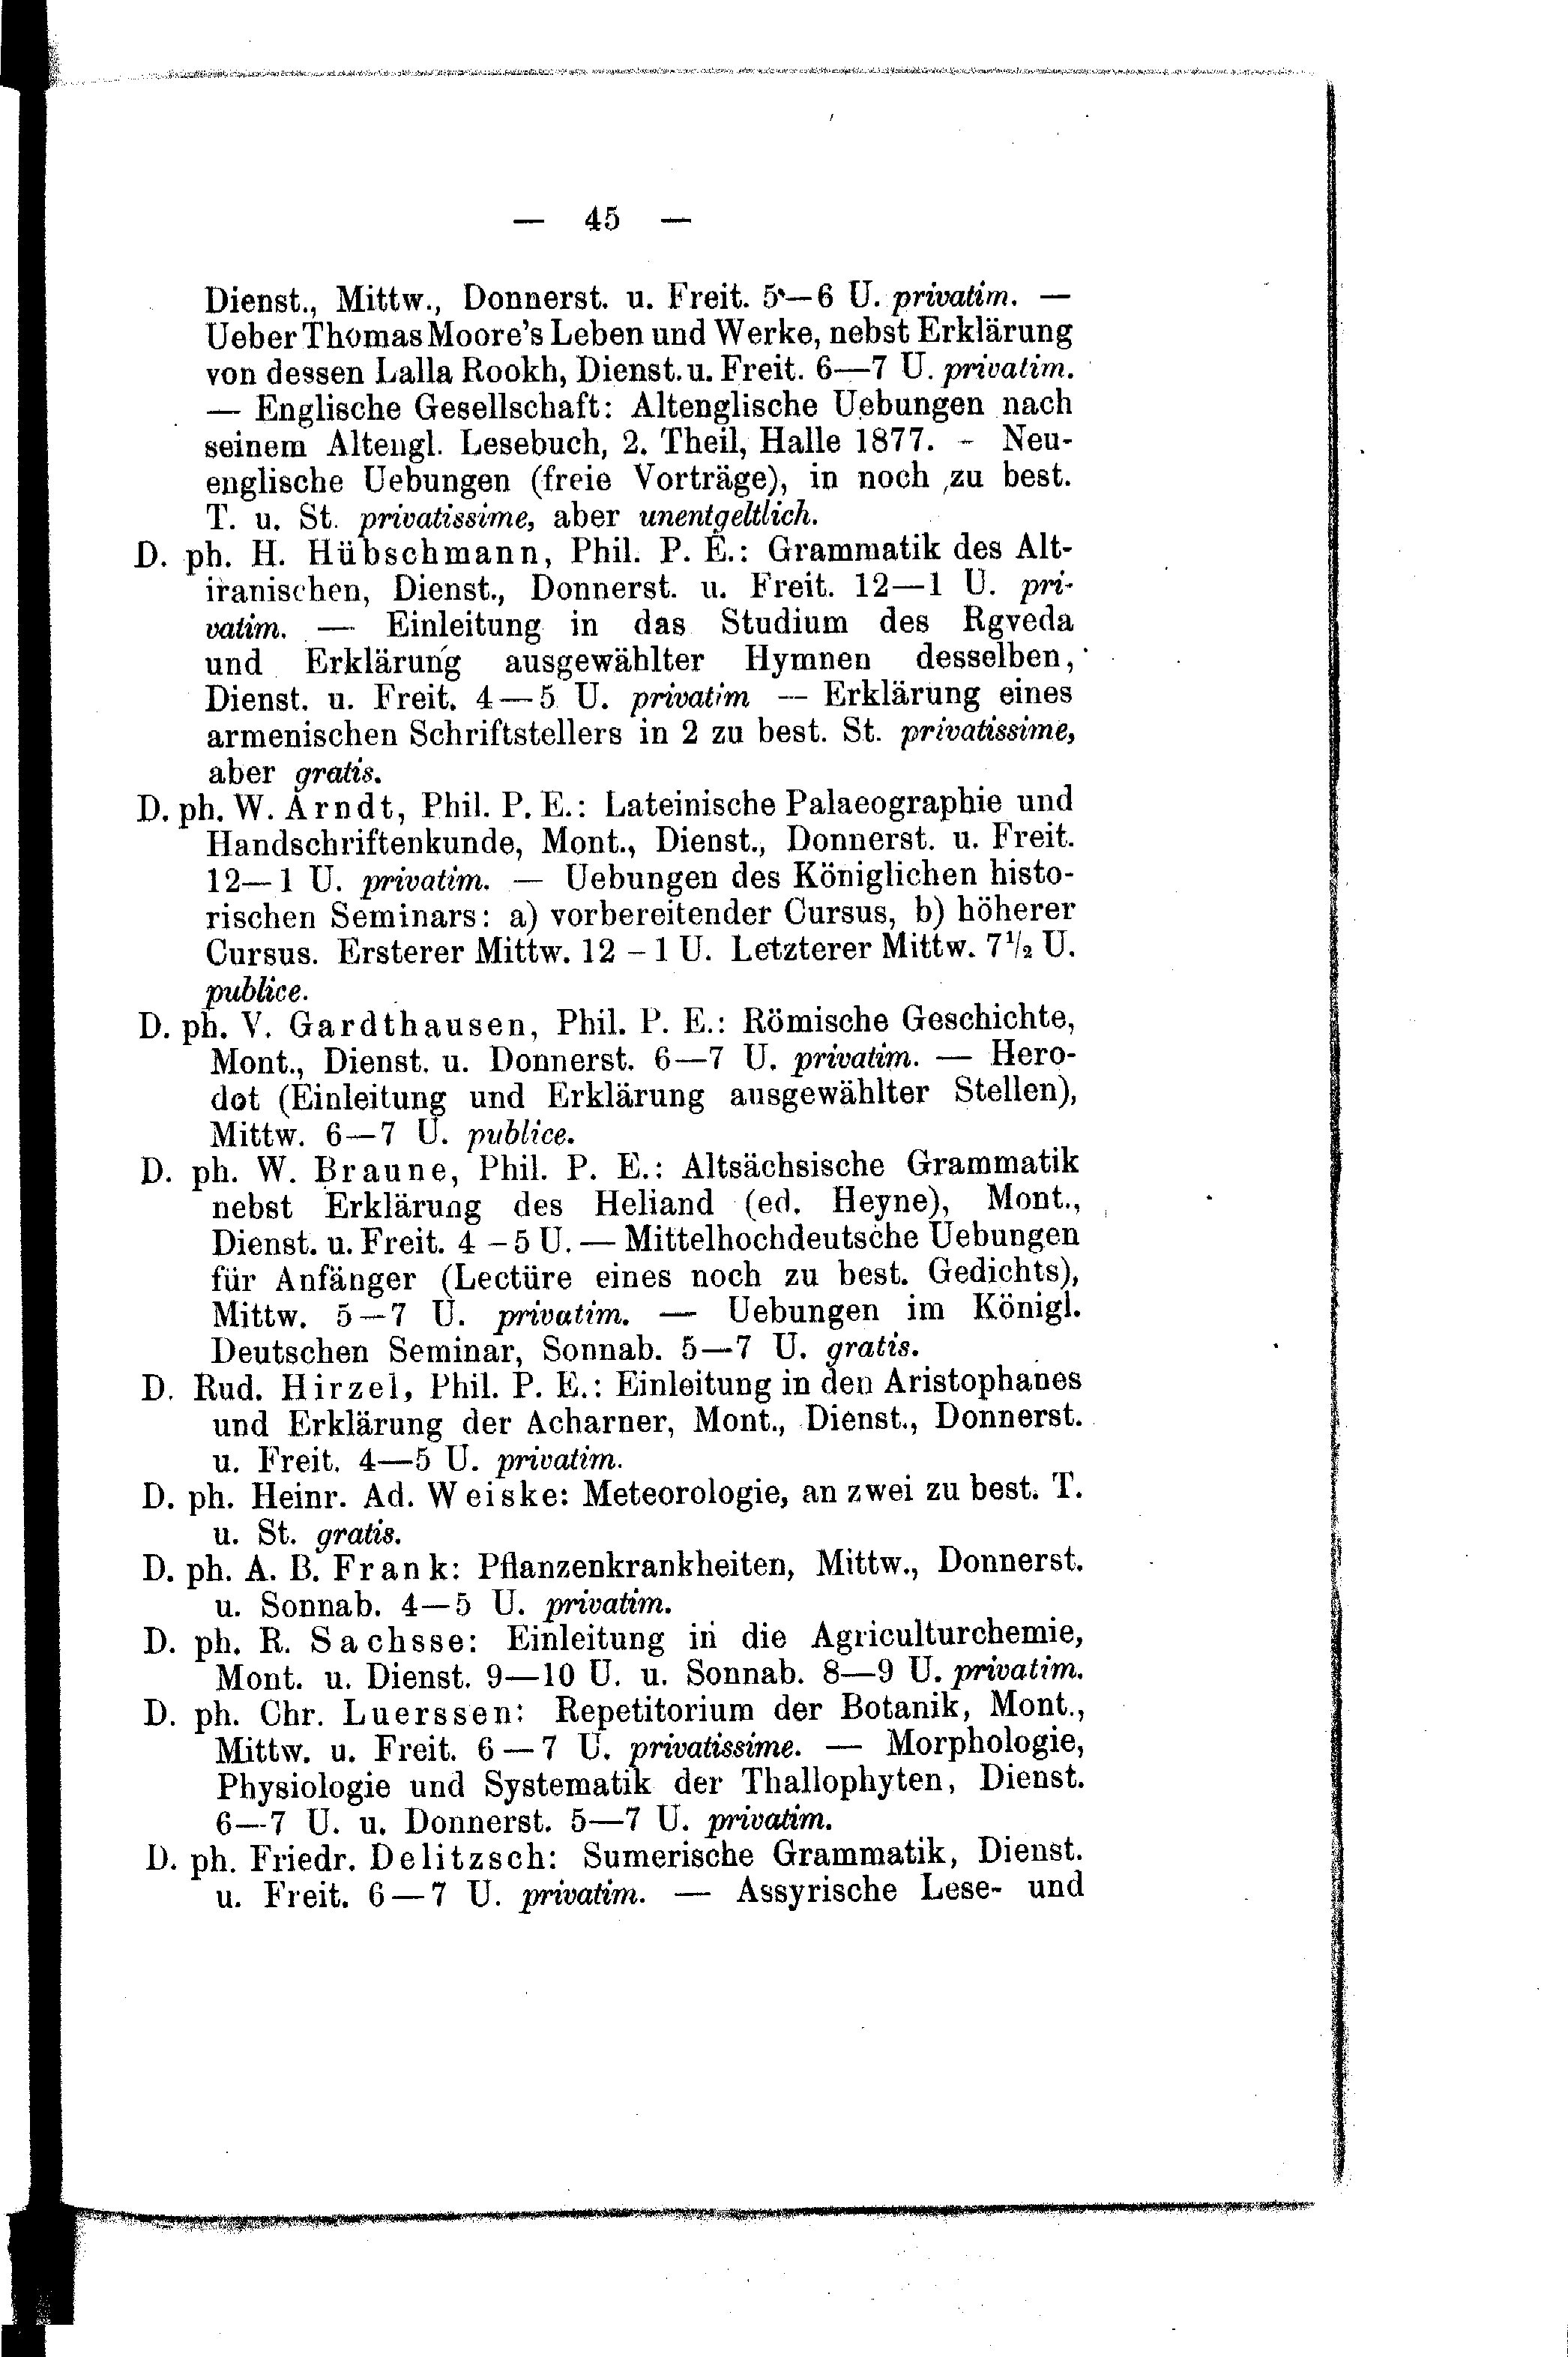 — 45 —
Dienst., Mittw., Donnerst. u. Freit. 5—6 U. privatim. —
Ueber Thomas Moore's Leben und Werke, nebst Erklärung
von dessen Lalla Rookh, Dienst. u. Freit. 6—7 U. privatim.
— Englische Gesellschaft: Altenglische Uebungen nach
seinem Altengl. Lesebuch, 2. Theil, Halle 1877. - Neu-
englische Uebungen (freie Vorträge), in noch zu best.
T. u. St. privatissime, aber unentgeltlich.
D. ph. H. Hübschmann, Phil. P. E.: Grammatik des Alt-
iranischen, Dienst., Donnerst. u. Freit. 12—1 U. pri-
vatim. — Einleitung in das Studium des Rgveda
und Erklärung ausgewählter Hymnen desselben,
Dienst. u. Freit. 4—5 U. privatim — Erklärung eines
armenischen Schriftstellers in 2 zu best. St. privatissime,
aber gratis.
D. ph. W. Arndt, Phil. P. E.: Lateinische Palaeographie und
Handschriftenkunde, Mont., Dienst., Donnerst. u. Freit.
12—1 U. privatim. — Uebungen des Königlichen histo-
rischen Seminars: a) vorbereitender Cursus, b) höherer
Cursus. Ersterer Mittw. 12 – 1 U. Letzterer Mittw. 7½ U.
publice.
D. ph. V. Gardthausen, Phil. P. E.: Römische Geschichte,
Mont., Dienst. u. Donnerst. 6—7 U. privatim. — Hero-
dot (Einleitung und Erklärung ausgewählter Stellen),
Mittw. 6—7 U. publice.
D. ph. W. Braune, Phil. P. E.: Altsächsische Grammatik
nebst Erklärung des Heliand (ed. Heyne), Mont.,
Dienst. u. Freit. 4 – 5 U. — Mittelhochdeutsche Uebungen
für Anfänger (Lectüre eines noch zu best. Gedichts),
Mittw. 5—7 U. privatim. — Uebungen im Königl.
Deutschen Seminar, Sonnab. 5—7 U. gratis.
D. Rud. Hirzel, Phil. P. E.: Einleitung in den Aristophanes
und Erklärung der Acharner, Mont., Dienst., Donnerst.
u. Freit. 4—5 U. privatim.
D. ph. Heinr. Ad. Weiske: Meteorologie, an zwei zu best. T.
u. St. gratis.
D. ph. A. B. Frank: Pflanzenkrankheiten, Mittw., Donnerst.
u. Sonnab. 4—5 U. privatim.
D. ph. R. Sachsse: Einleitung in die Agriculturchemie,
Mont. u. Dienst. 9—10 U. u. Sonnab. 8—9 U. privatim.
D. ph. Chr. Luerssen: Repetitorium der Botanik, Mont.,
Mittw. u. Freit. 6—7 U. privatissime. — Morphologie,
Physiologie und Systematik der Thallophyten, Dienst.
6—7 U. u. Donnerst. 5—7 U. privatim.
D. ph. Friedr. Delitzsch: Sumerische Grammatik, Dienst.
u. Freit. 6—7 U. privatim. — Assyrische Lese- und